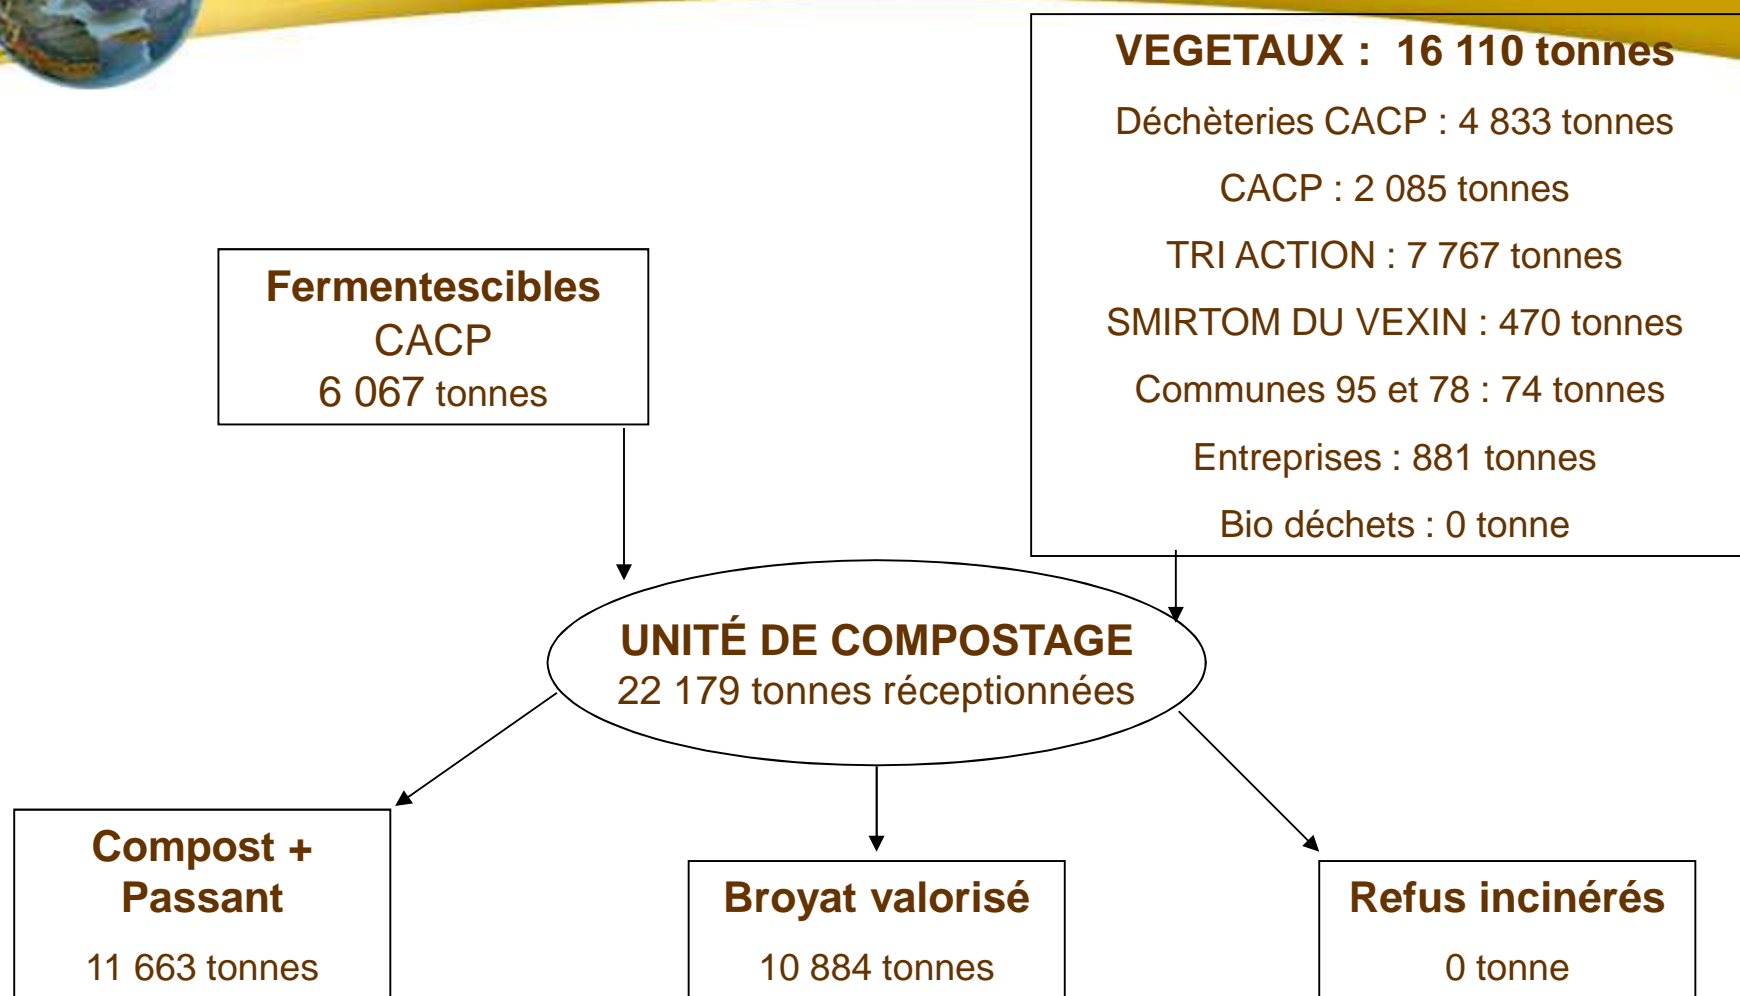 VEGETAUX : 16 110 tonnes
Déchèteries CACP : 4 833 tonnes
CACP : 2 085 tonnes
TRI ACTION : 7 767 tonnes
SMIRTOM DU VEXIN : 470 tonnes
Communes 95 et 78 : 74 tonnes
Entreprises : 881 tonnes
Bio déchets : 0 tonne
Fermentescibles
CACP
6 067 tonnes
UNITÉ DE COMPOSTAGE
22 179 tonnes réceptionnées
Compost +
Passant
11 663 tonnes
Broyat valorisé
10 884 tonnes
Refus incinérés
0 tonne